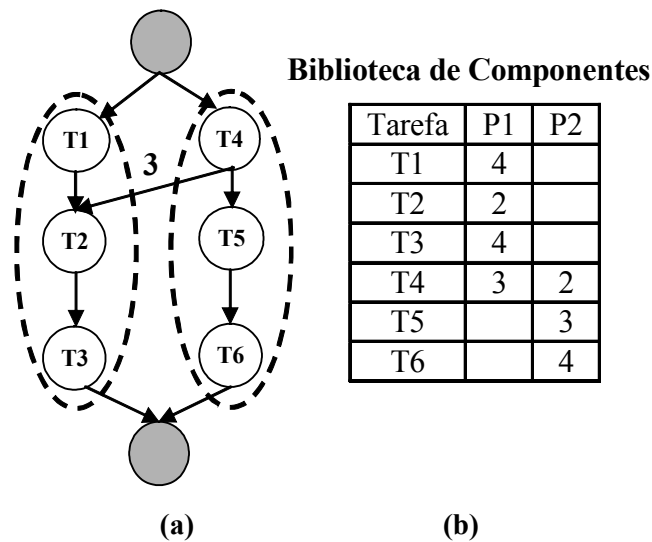 Biblioteca de Componentes
T1
T4
3
T2
T5
T3
T6
Tarefa P1 P2
T1 4
T2 2
T3 4
T4 3 2
T5 3
T6 4
(a)
(b)